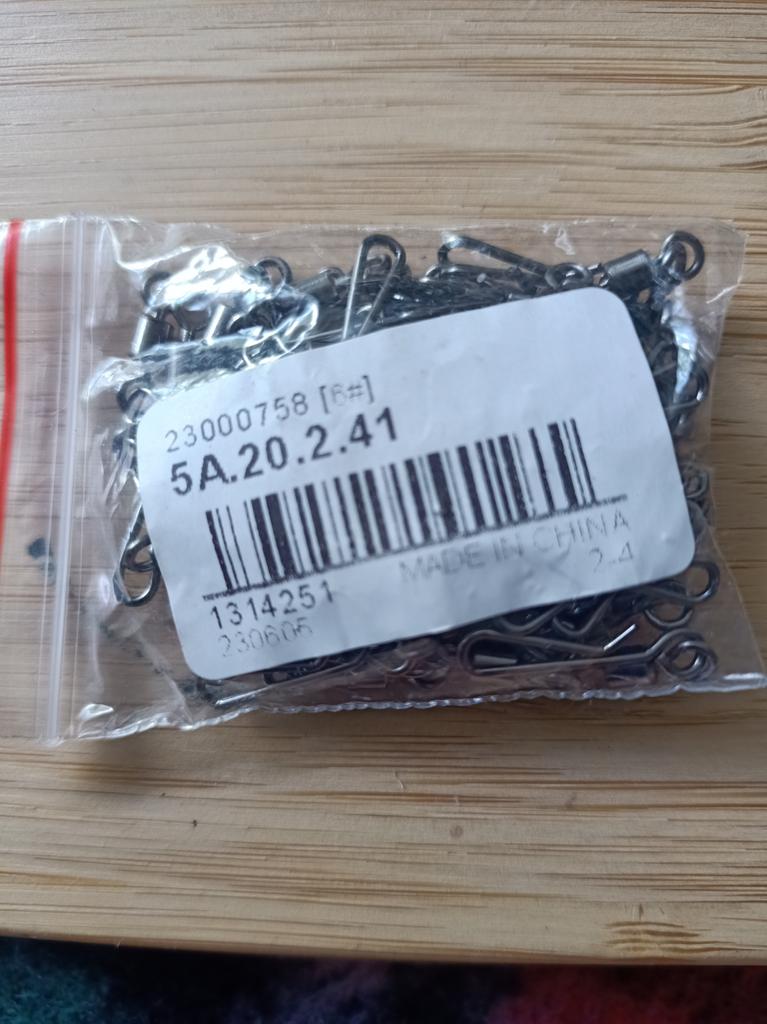 23000758 [6#]
5A.20.2.41
1314251
MADE IN CHINA
230605
2-4